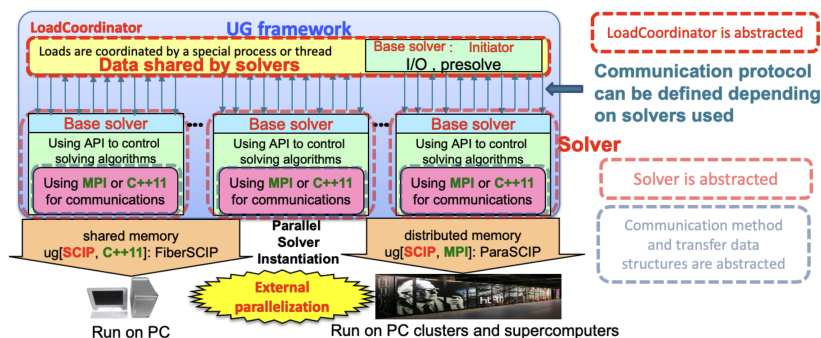 UG framework
LoadCoordinator
Loads are coordinated by a special process or thread
Data shared by solvers
Base solver : Initiator
I/O , presolve
LoadCoordinator is abstracted
Communication protocol
can be defined depending
on solvers used
Base solver
Using API to control
solving algorithms
Using MPI or C++11
for communications
...
Base solver
Using API to control
solving algorithms
Using MPI or C++11
for communications
...
Base solver
Using API to control
solving algorithms
Using MPI or C++11
for communications
Solver
Solver is abstracted
Communication method
and transfer data
structures are abstracted
shared memory
ug[SCIP, C++11]: FiberSCIP
Parallel
Solver
Instantiation
distributed memory
ug[SCIP, MPI]: ParaSCIP
External
parallelization
Run on PC
Run on PC clusters and supercomputers